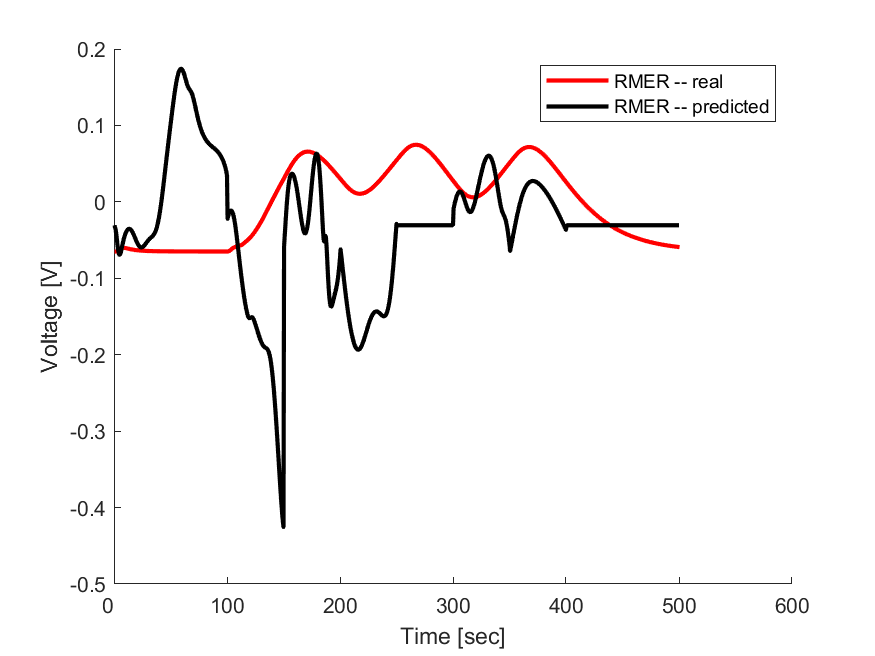 0.2
RMER -- real
RMER -- predicted
0.1
0
-0.1
Voltage [V]
-0.2
-0.3
-0.4
-0.5
0 100 200 300 400 500 600
Time [sec]